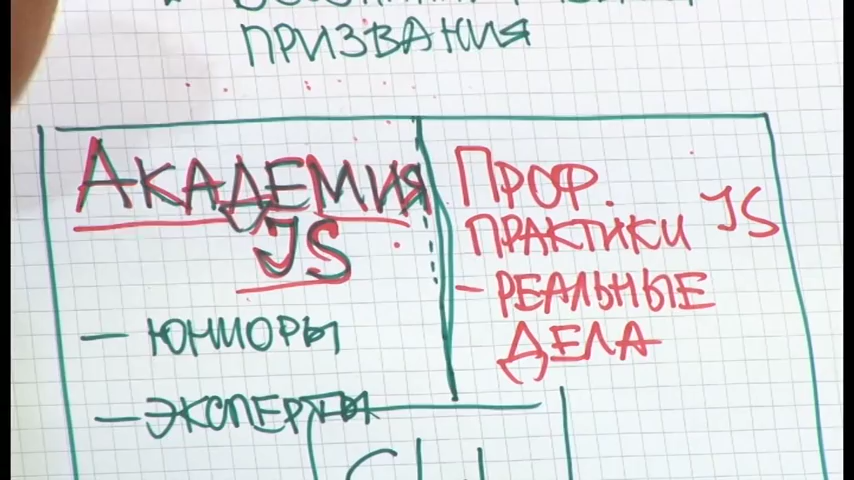 ПРИЗВАНИЯ
АКАДЕМИЯ
JS
— ЮНИОРЫ
— ЭКСПЕРТЫ
ПРОФ.
ПРАКТИКИ JS
- РЕАЛЬНЫЕ
ДЕЛА